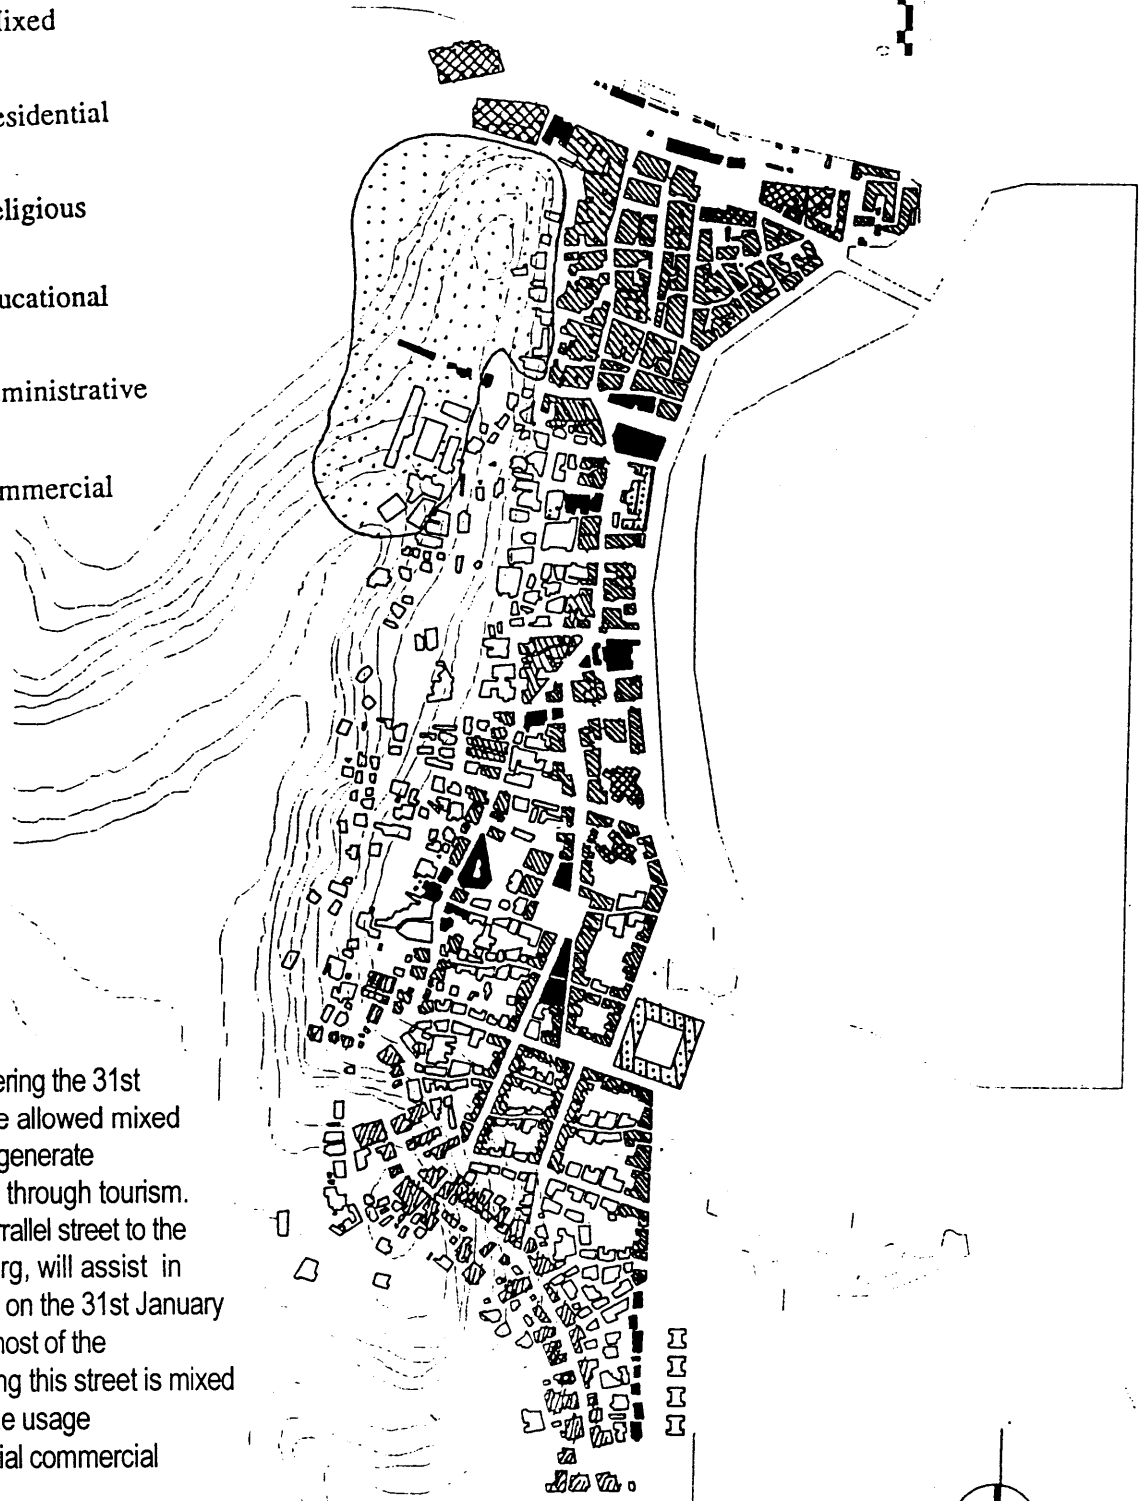 ixed
esidential
eligious
ucational
ministrative
mmercial
ering the 31st
e allowed mixed
generate
through tourism.
rallel street to the
rg, will assist in
on the 31st January
nost of the
ng this street is mixed
e usage
ial commercial